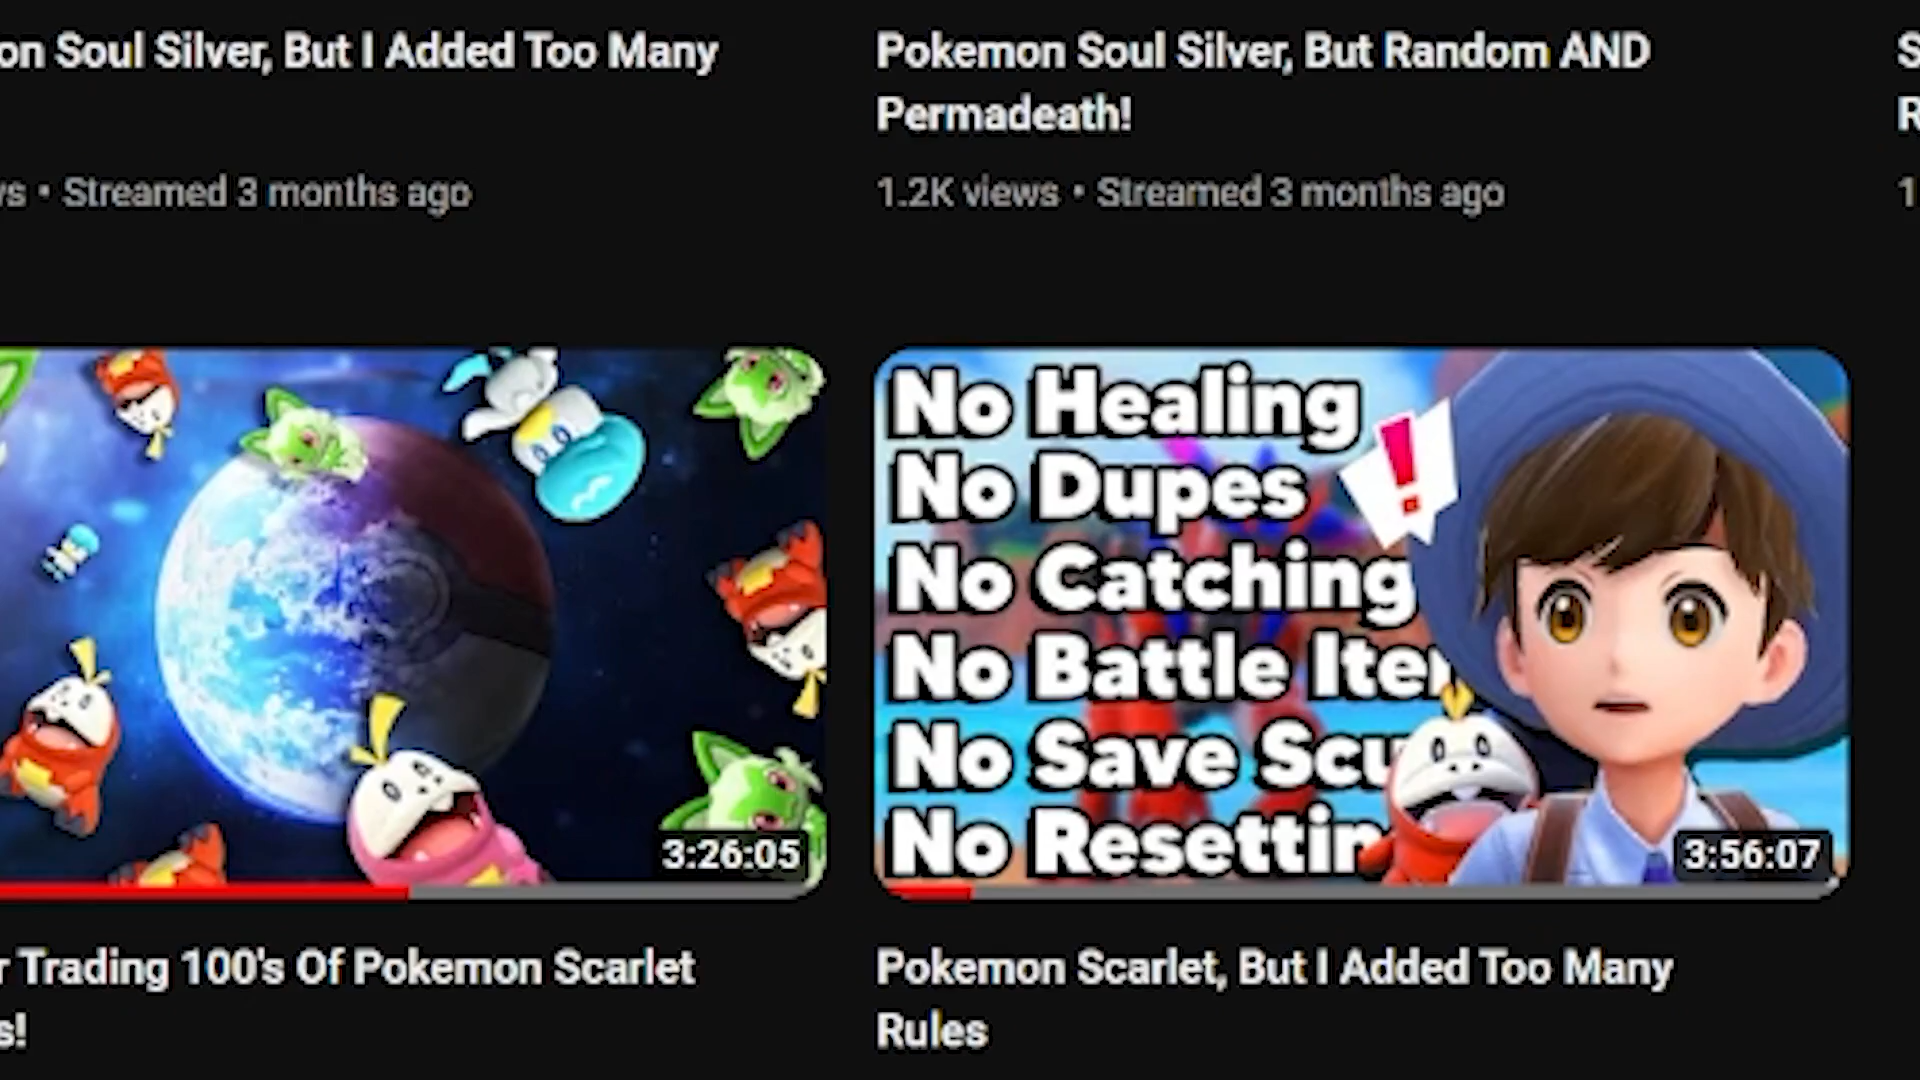 on Soul Silver, But I Added Too Many
Pokemon Soul Silver, But Random AND
Permadeath!
• Streamed 3 months ago
1.2K views • Streamed 3 months ago
No Healing
No Dupes
No Catching
No Battle Iter
No Save Scu
No Resettin
!
3:26:05
3:56:07
r Trading 100's Of Pokemon Scarlet
s!
Pokemon Scarlet, But I Added Too Many
Rules